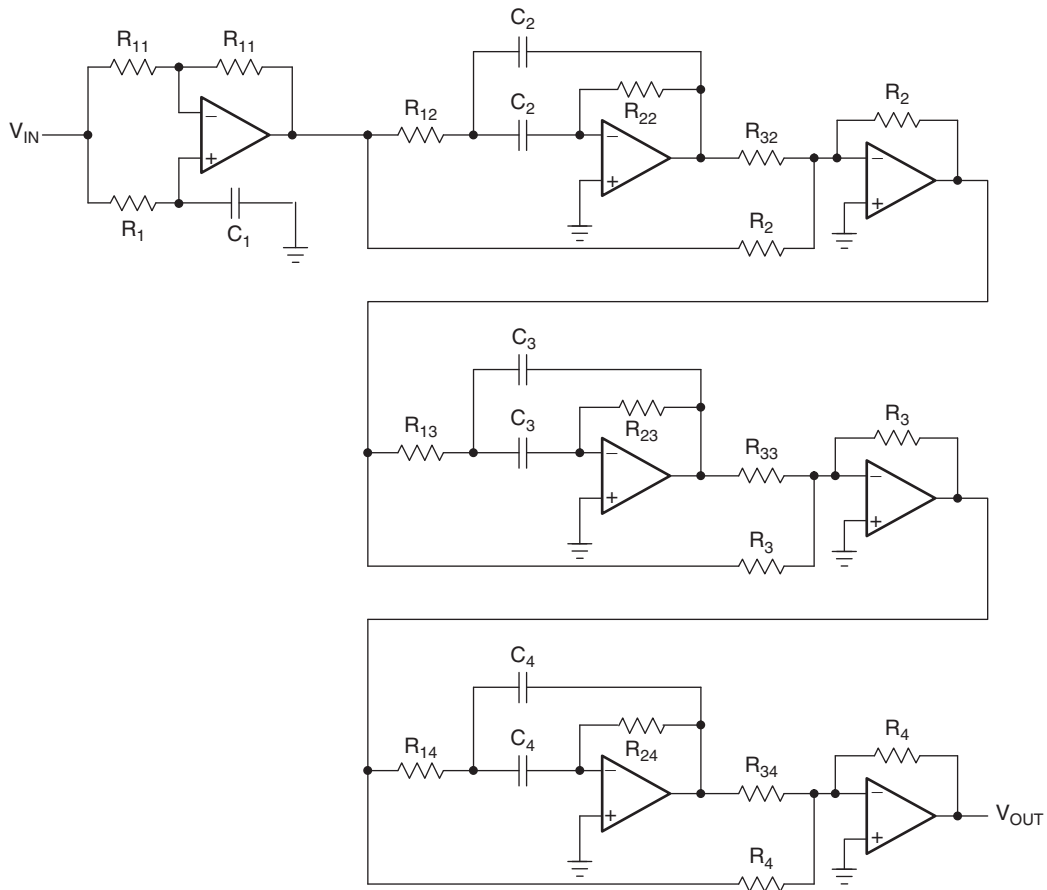 R11 R11
VIN
−
+
R1 C1
C2
R12 C2 R22
−
+
R32
R2
R2
−
+
C3
R13 C3 R23
−
+
R33
R3
R3
−
+
C4
R14 C4 R24
−
+
R34
R4
R4
−
+
VOUT